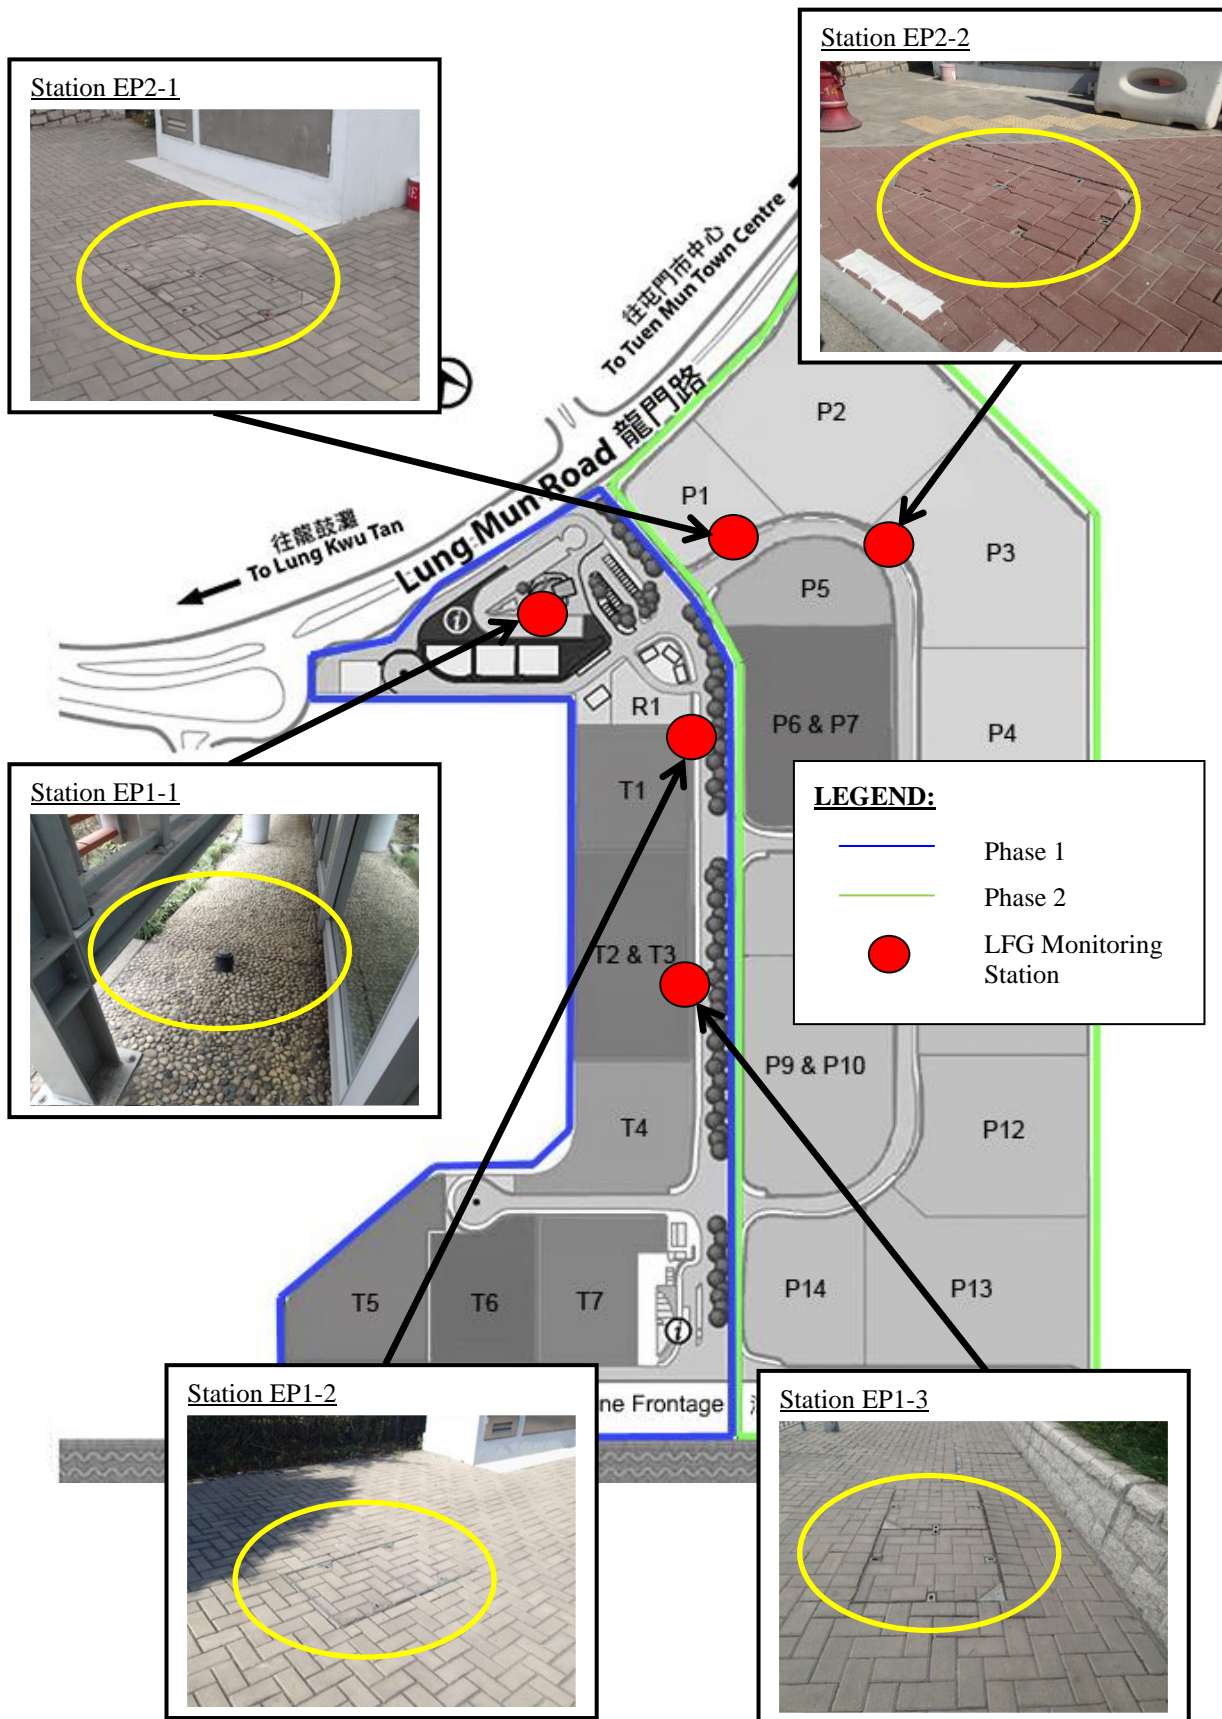 Station EP2-1
Station EP2-2
往屯門市中心
To Tuen Mun Town Centre
Lung Mun Road 龍門路
往龍鼓灘
To Lung Kwu Tan
P2
P1
P3
P5
i
R1
P6 & P7
P4
Station EP1-1
T1
LEGEND:
Phase 1
Phase 2
LFG Monitoring
Station
T2 & T3
P9 & P10
T4
P12
T5
T6
T7
P14
P13
i
Station EP1-2
ne Frontage
Station EP1-3